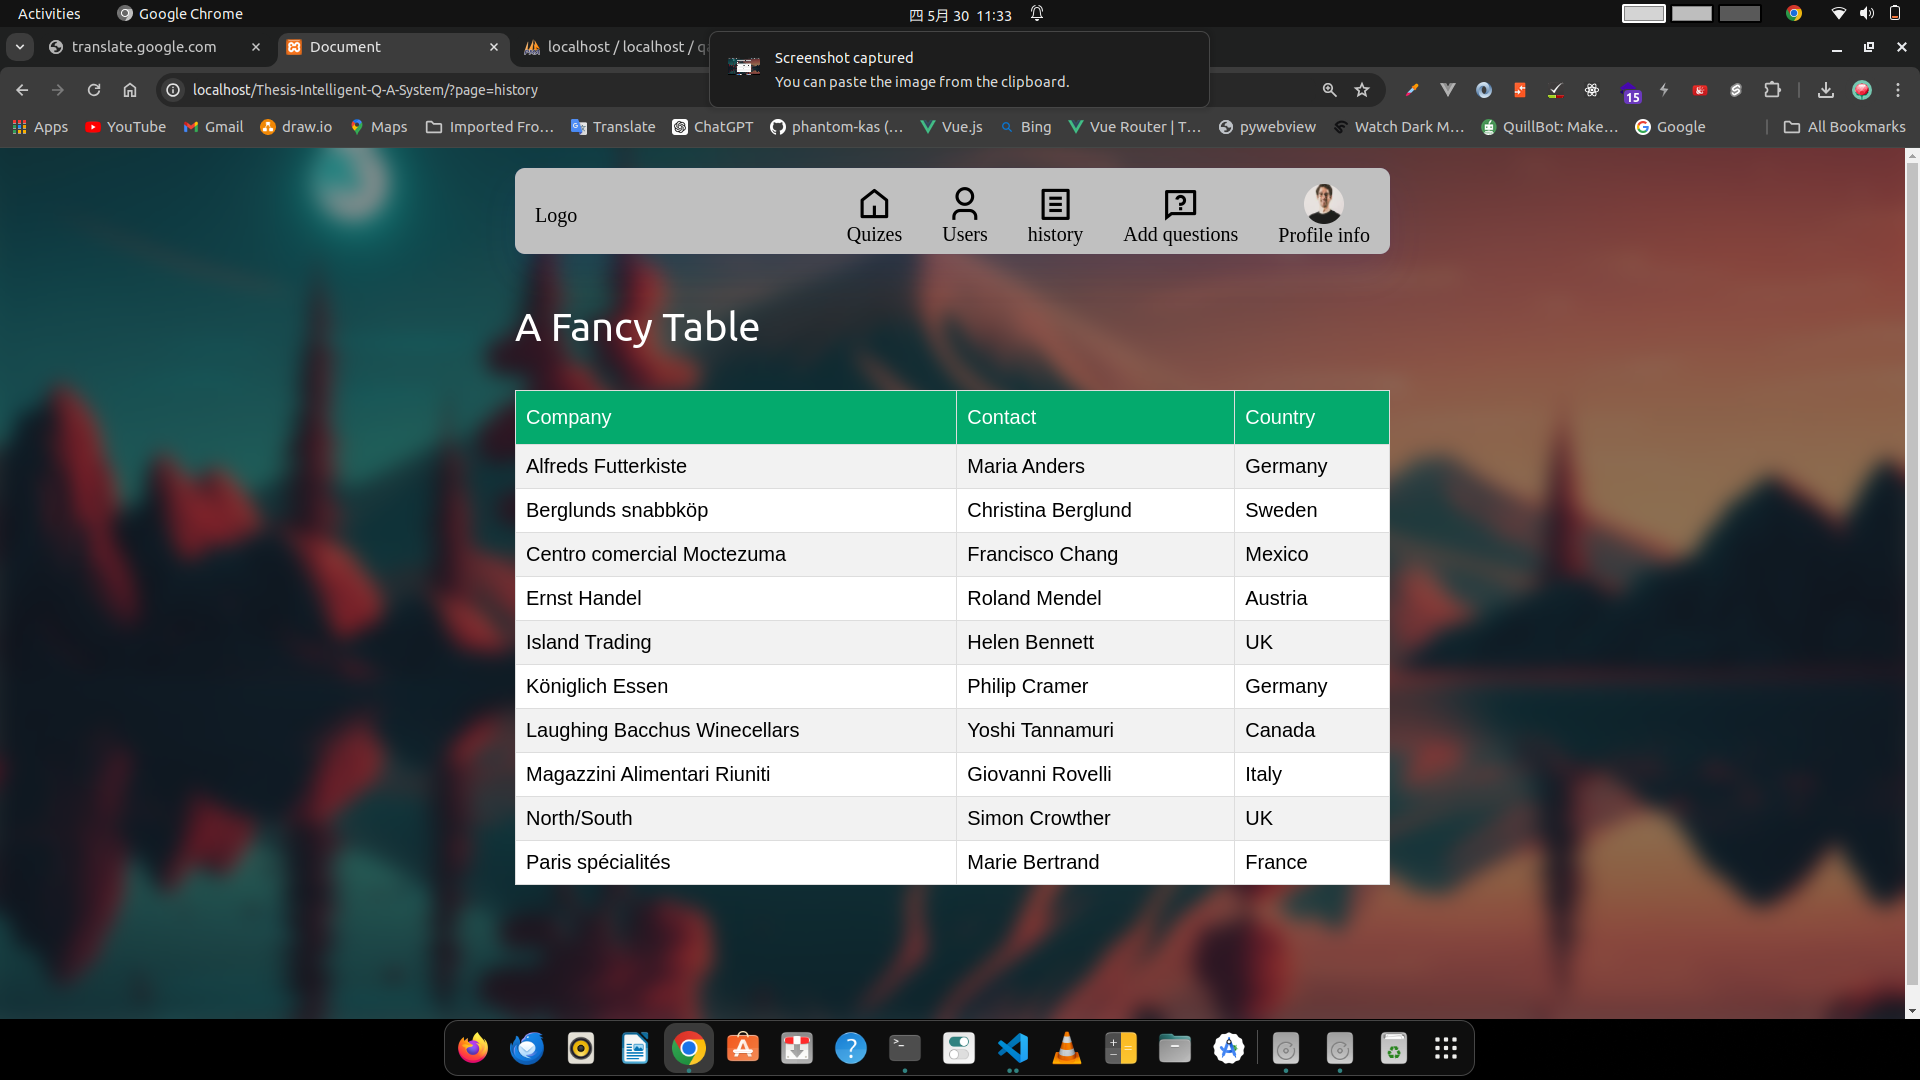 Activities
Google Chrome
四 5月 30 11:33
translate.google.com
Document
localhost / localhost / q
Screenshot captured
You can paste the image from the clipboard.
localhost/Thesis-Intelligent-Q-A-System/?page=history
15
Apps
YouTube
Gmail
draw.io
Maps
Imported Fro…
Translate
ChatGPT
phantom-kas (…
Vue.js
Bing
Vue Router | T…
pywebview
Watch Dark M…
QuillBot: Make…
Google
All Bookmarks
Logo
Quizes
Users
history
Add questions
Profile info
A Fancy Table
Company Contact Country
Alfreds Futterkiste Maria Anders Germany
Berglunds snabbköp Christina Berglund Sweden
Centro comercial Moctezuma Francisco Chang Mexico
Ernst Handel Roland Mendel Austria
Island Trading Helen Bennett UK
Königlich Essen Philip Cramer Germany
Laughing Bacchus Winecellars Yoshi Tannamuri Canada
Magazzini Alimentari Riuniti Giovanni Rovelli Italy
North/South Simon Crowther UK
Paris spécialités Marie Bertrand France